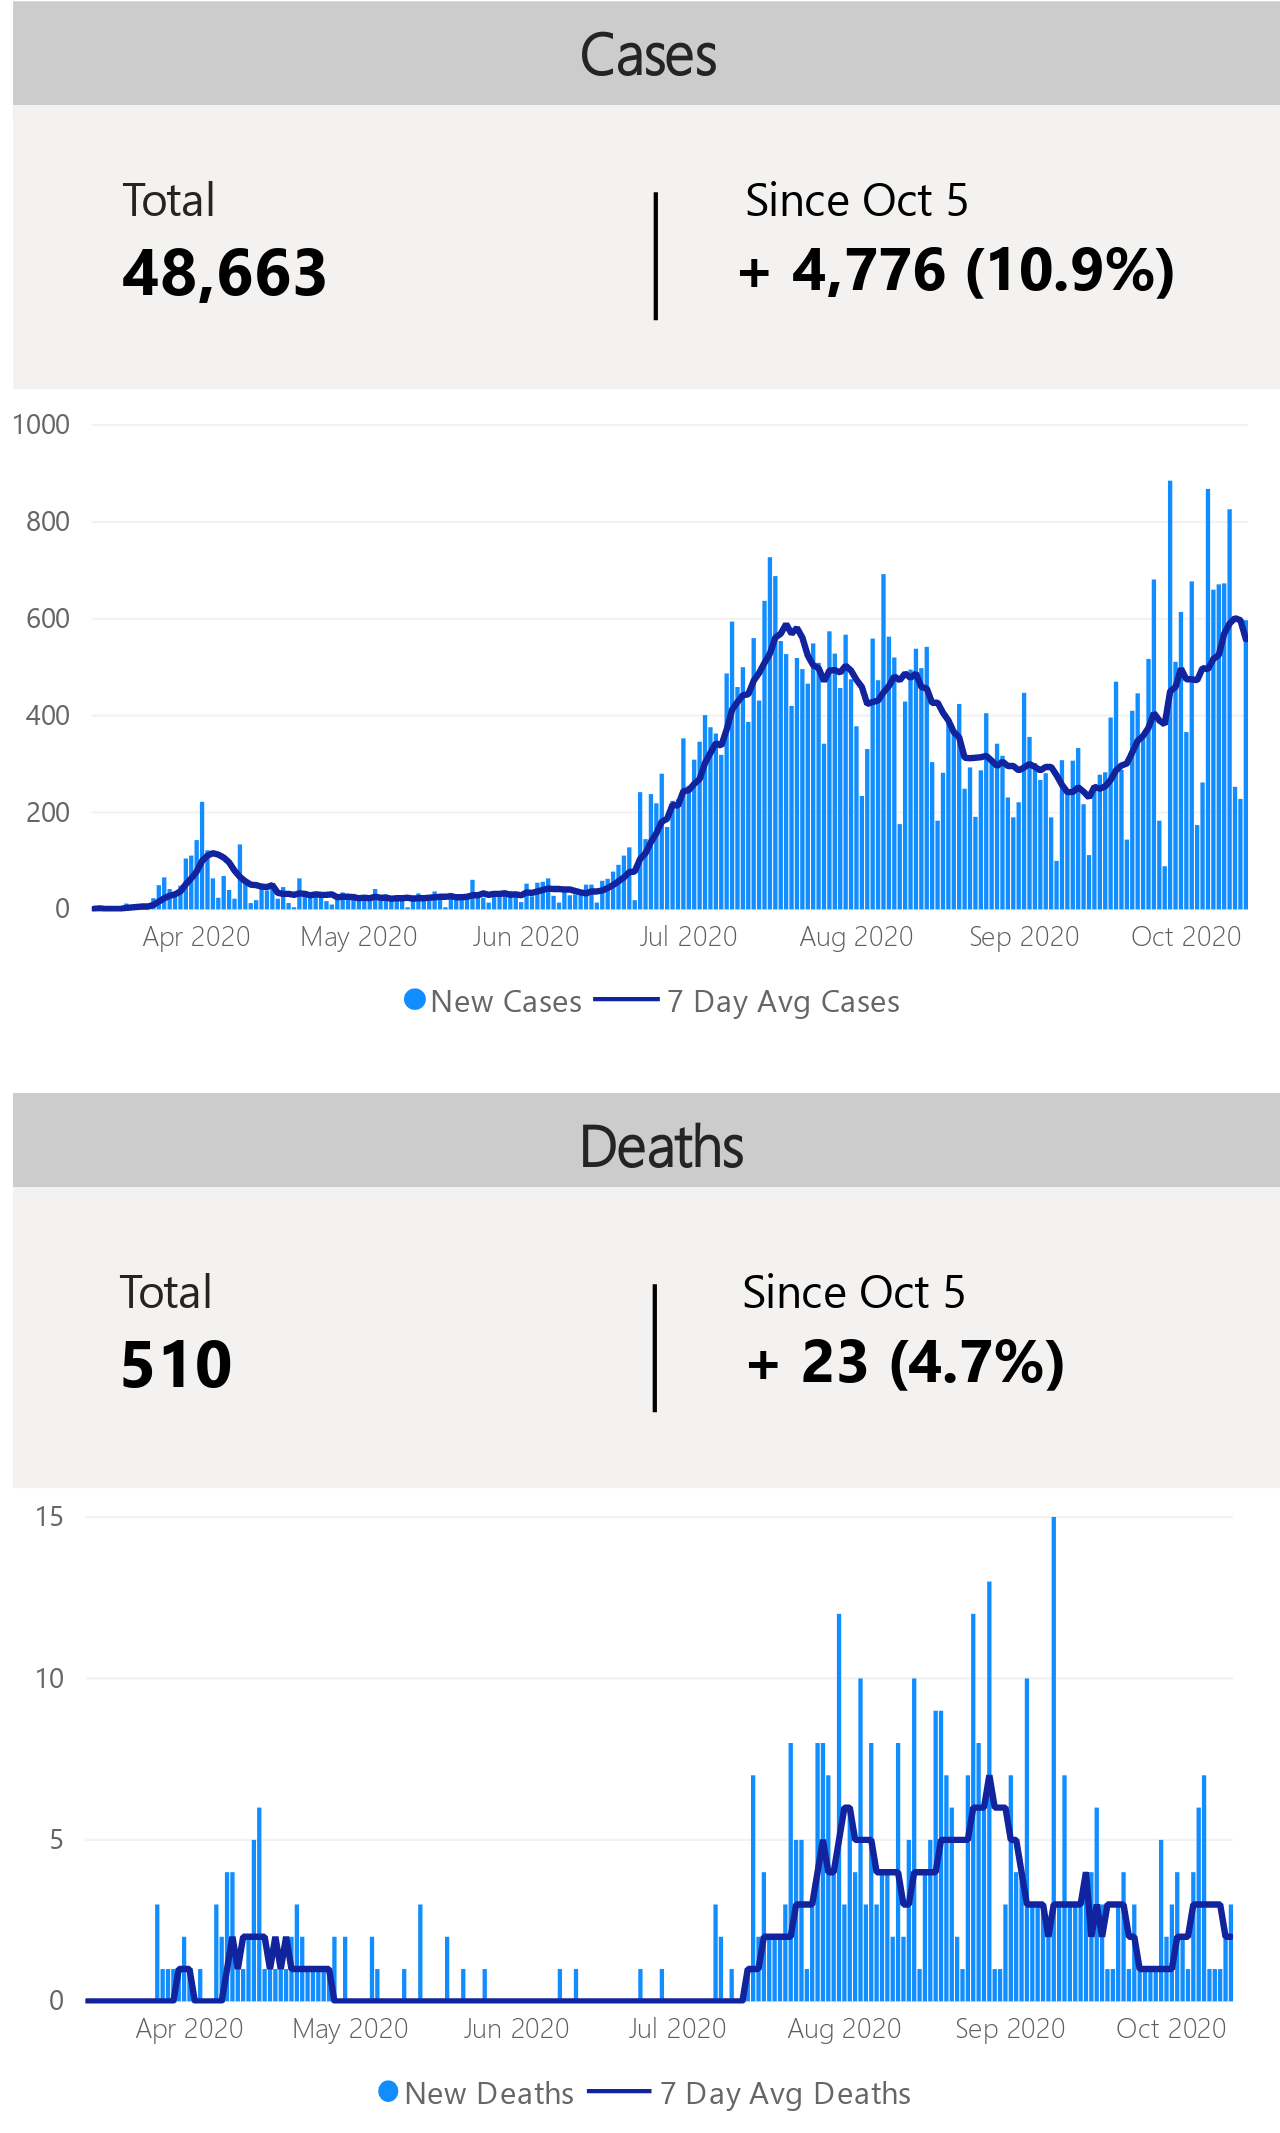 Cases
Total
Since Oct 5
48,663
+ 4,776 (10.9%)
1000
800
600
400
200
0
Apr 2020 May 2020 Jun 2020 Jul 2020 Aug 2020 Sep 2020 Oct 2020
New Cases 7 Day Avg Cases
Deaths
Total
Since Oct 5
510
+ 23 (4.7%)
15
10
5
0
Apr 2020 May 2020 Jun 2020 Jul 2020 Aug 2020 Sep 2020 Oct 2020
New Deaths 7 Day Avg Deaths